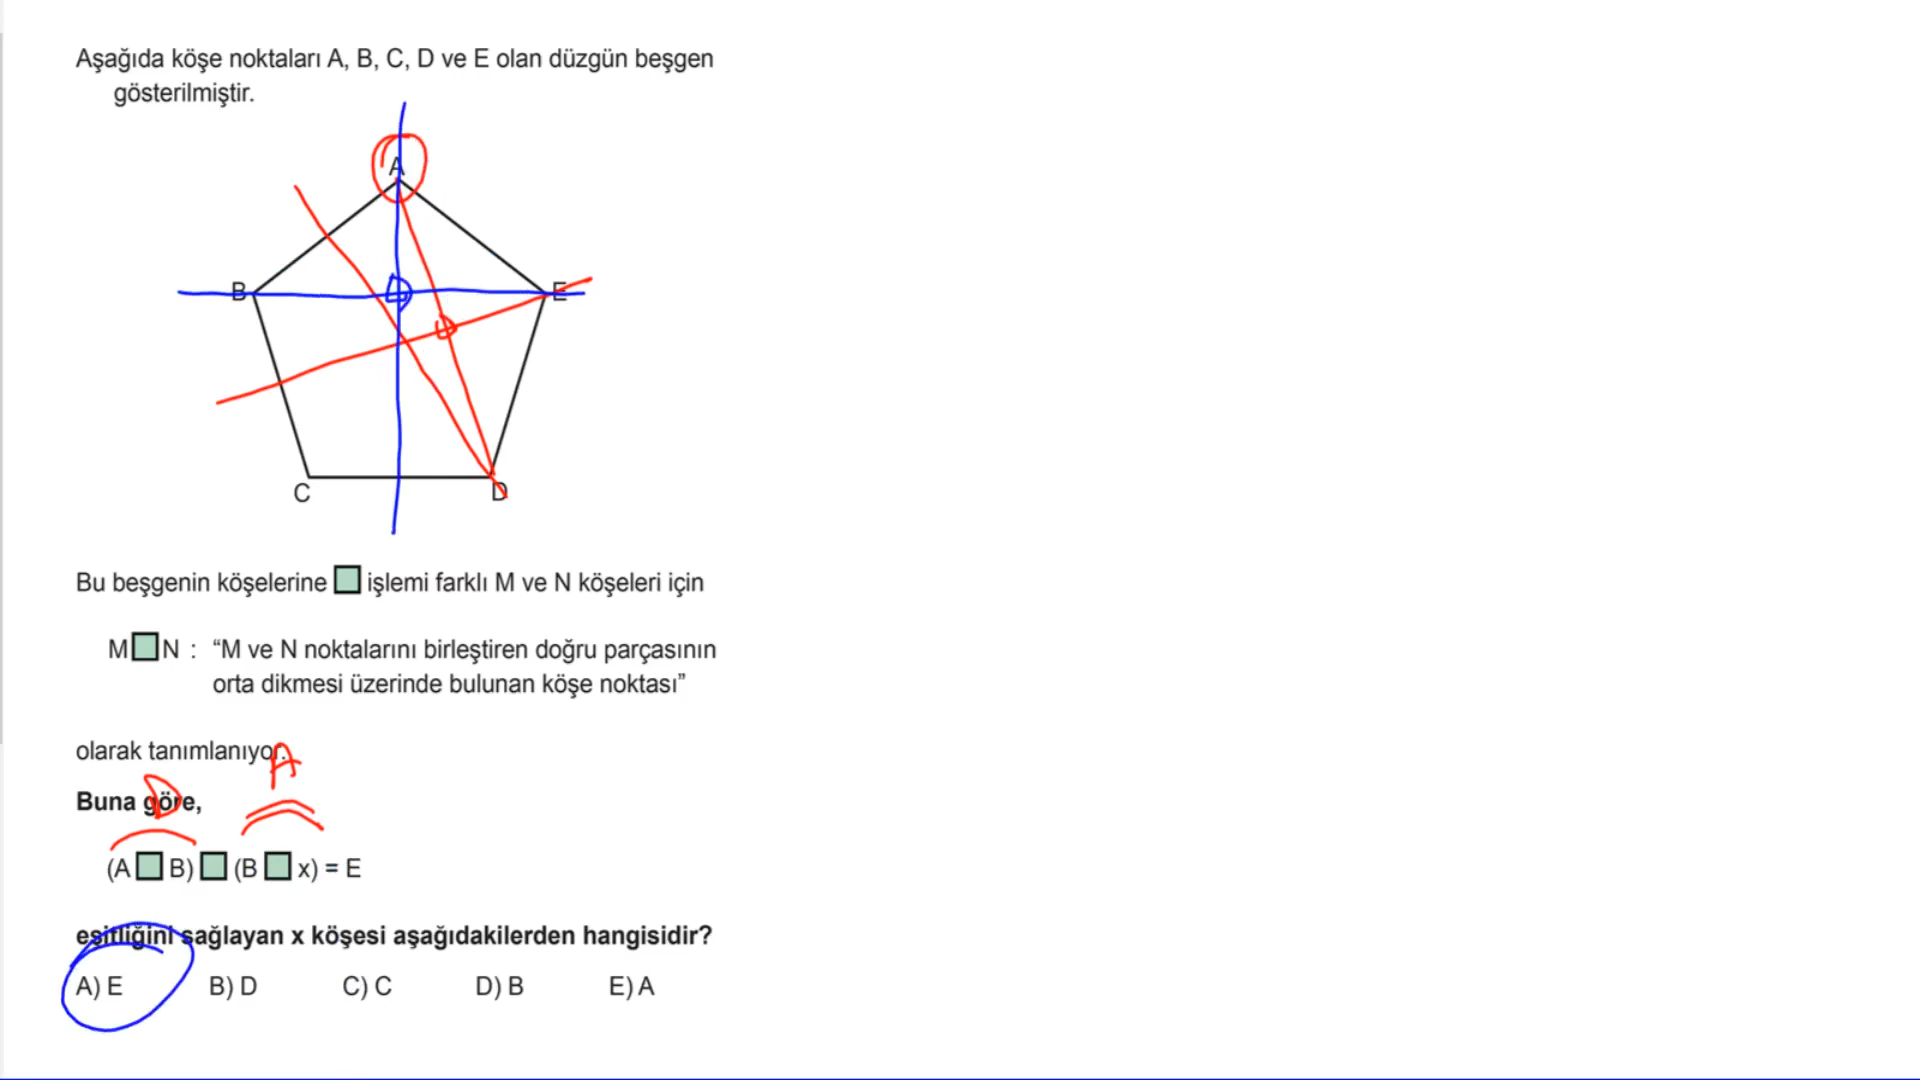 Aşağıda köşe noktaları A, B, C, D ve E olan düzgün beşgen
gösterilmiştir.
A
B
E
C
D
Bu beşgenin köşelerine □ işlemi farklı M ve N köşeleri için
M □ N : “M ve N noktalarını birleştiren doğru parçasının
orta dikmesi üzerinde bulunan köşe noktası”
olarak tanımlanıyor.
A
D
Buna göre,
(A □ B) □ (B □ x) = E
eşitliğini sağlayan x köşesi aşağıdakilerden hangisidir?
A) E B) D C) C D) B E) A